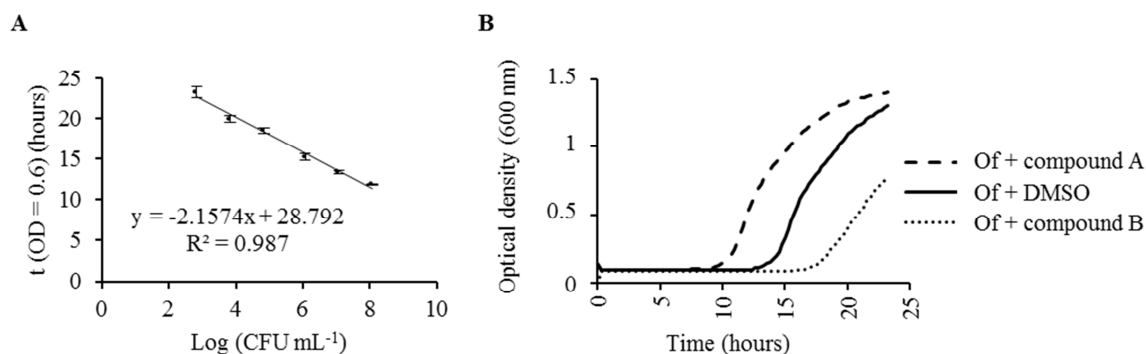 A
t (OD = 0.6) (hours)
25
20
15
10
5
0
y = -2.1574x + 28.792
R² = 0.987
0
2
4
6
8
10
Log (CFU mL⁻¹)
B
Optical density (600 nm)
1.5
1
0.5
0
0
5
10
15
20
25
Time (hours)
Of + compound A
Of + DMSO
Of + compound B